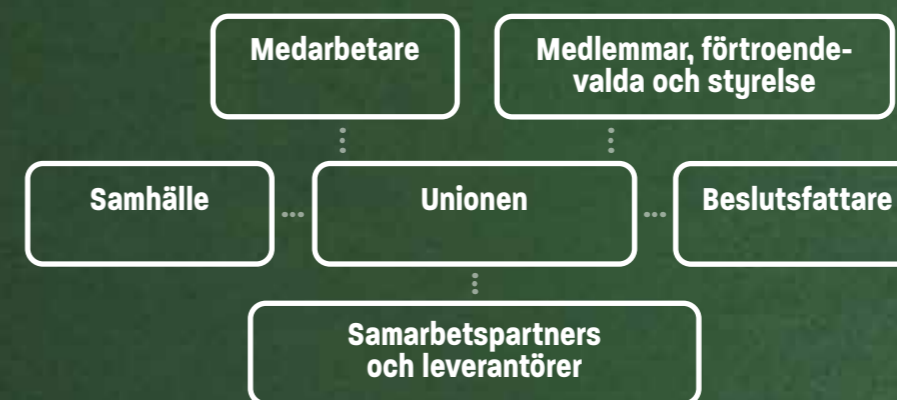 Medarbetare
Medlemmar, förtroende-
valda och styrelse
Samhälle
Unionen
Beslutsfattare
Samarbetspartners
och leverantörer